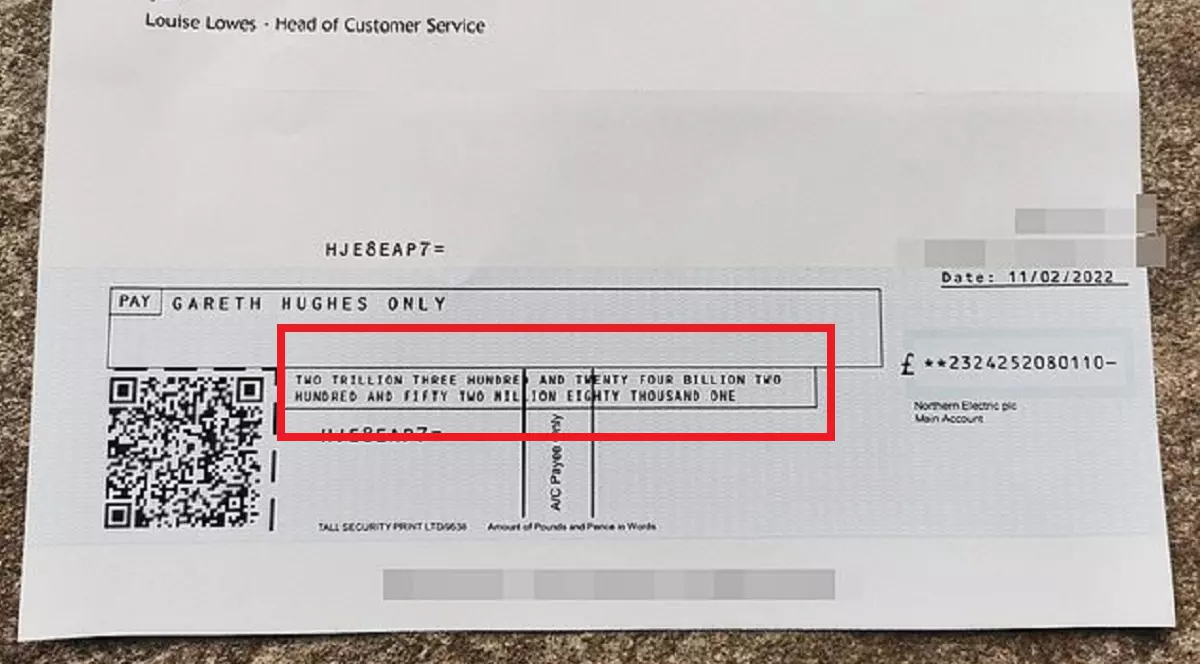 Louise Lowes - Head of Customer Service
HJE8EAP7=
Date: 11/02/2022
PAY GARETH HUGHES ONLY
£ **2324252080110-
TWO TRILLION THREE HUNDRED AND TWENTY FOUR BILLION TWO
HUNDRED AND FIFTY TWO MILLION EIGHTY THOUSAND ONE
Northern Electric plc
Main Account
HJE8EAP7=
A/C Payee Only
TALL SECURITY PRINT LTD Amount of Pounds and Pence in Words